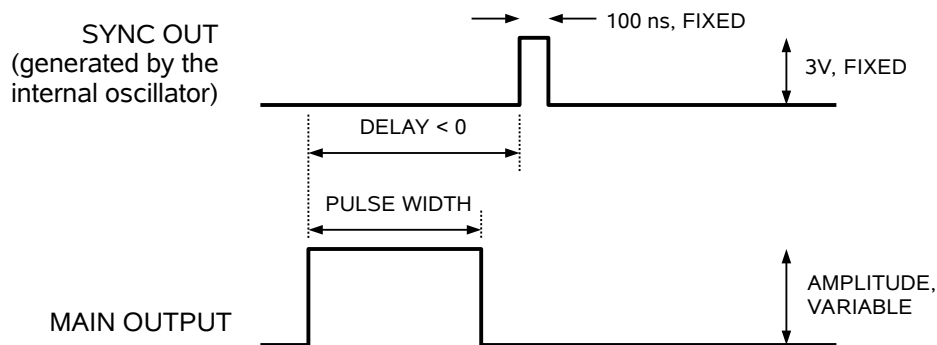 100 ns, FIXED
SYNC OUT
(generated by the
internal oscillator)
3V, FIXED
DELAY < 0
PULSE WIDTH
AMPLITUDE,
VARIABLE
MAIN OUTPUT